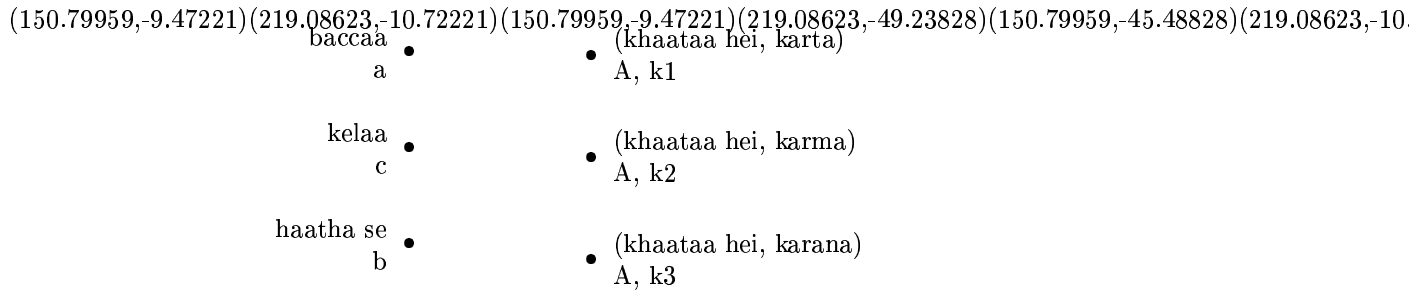 (150.79959,-9.47221)(219.08623,-10.72221)(150.79959,-9.47221)(219.08623,-49.23828)(150.79959,-45.48828)(219.08623,-10.
baccaa
a
(khaataa hei, karta)
A, k1
kelaa
c
(khaataa hei, karma)
A, k2
haatha se
b
(khaataa hei, karana)
A, k3